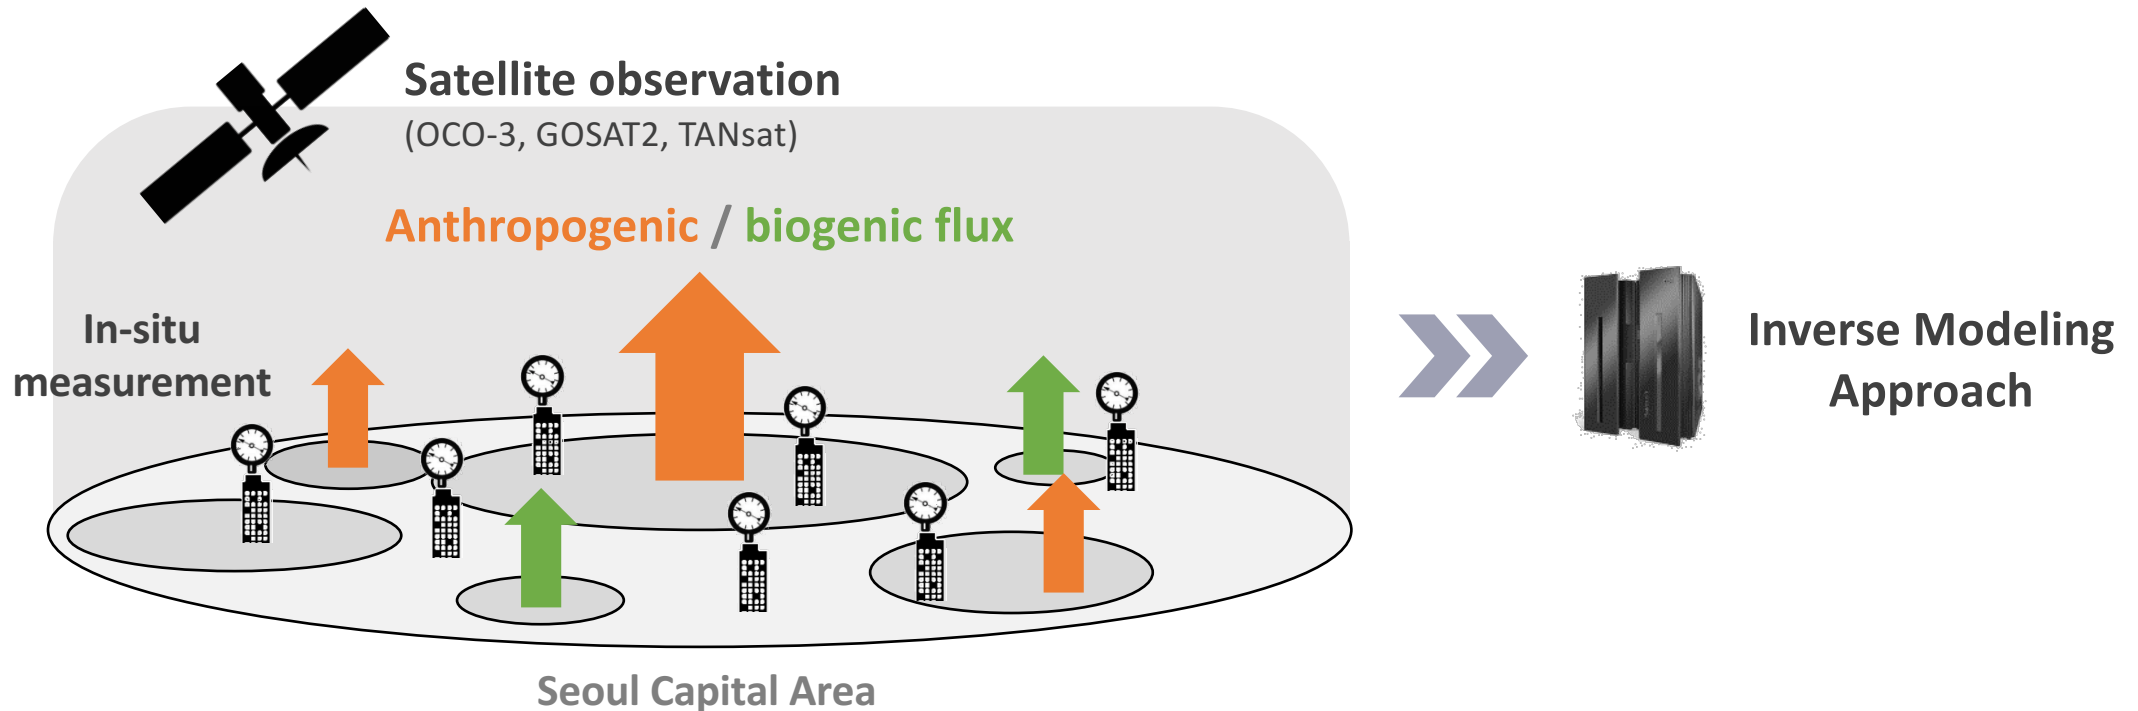 Satellite observation
(OCO-3, GOSAT2, TANsat)
Anthropogenic / biogenic flux
In-situ
measurement
Inverse Modeling
Approach
Seoul Capital Area